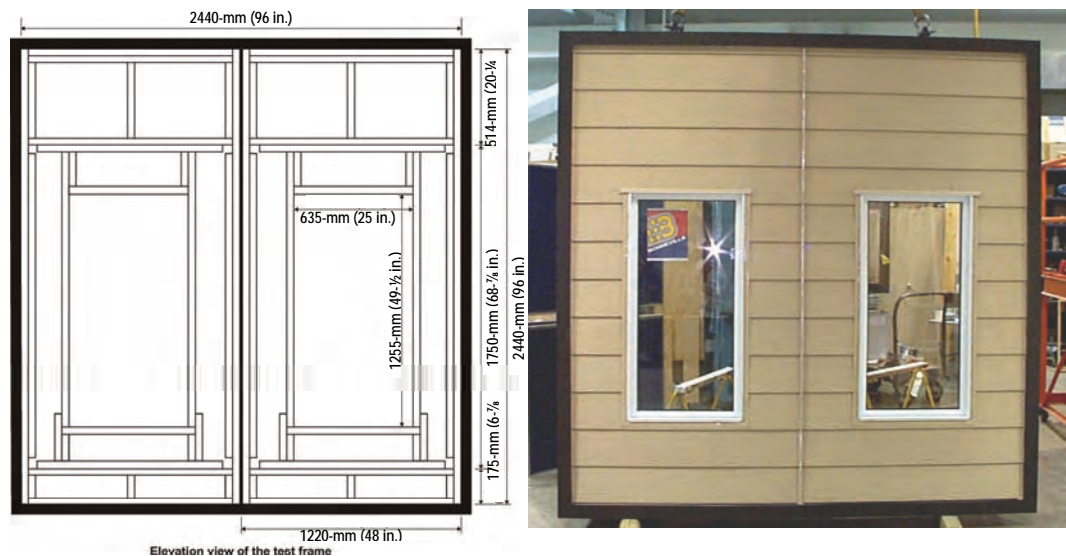 2440-mm (96 in.)
514-mm (20-¼
635-mm (25 in.)
1255-mm (49-½ in.)
1750-mm (68-⅞ in.)
2440-mm (96 in.)
175-mm (6-⅞
1220-mm (48 in.)
Elevation view of the test frame